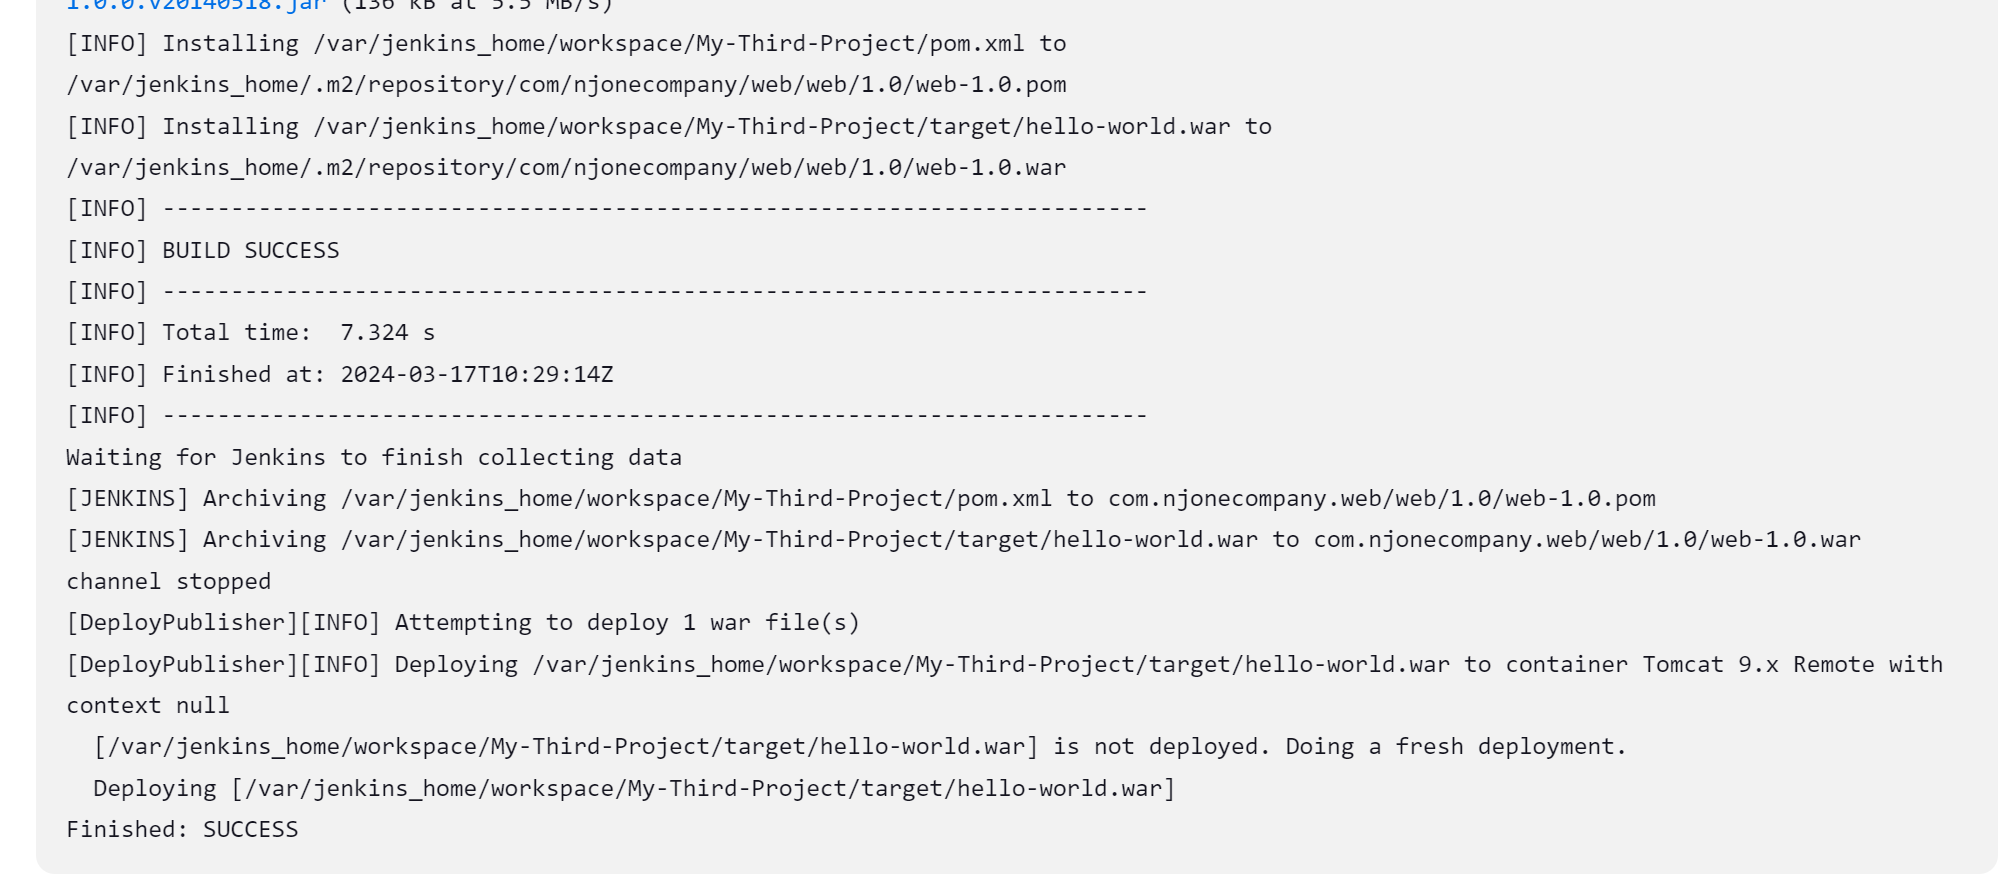 1.0.0.v20140518.jar (136 kB at 5.5 MB/s)
[INFO] Installing /var/jenkins_home/workspace/My-Third-Project/pom.xml to
/var/jenkins_home/.m2/repository/com/njonecompany/web/web/1.0/web-1.0.pom
[INFO] Installing /var/jenkins_home/workspace/My-Third-Project/target/hello-world.war to
/var/jenkins_home/.m2/repository/com/njonecompany/web/web/1.0/web-1.0.war
[INFO] ------------------------------------------------------------------------
[INFO] BUILD SUCCESS
[INFO] ------------------------------------------------------------------------
[INFO] Total time:  7.324 s
[INFO] Finished at: 2024-03-17T10:29:14Z
[INFO] ------------------------------------------------------------------------
Waiting for Jenkins to finish collecting data
[JENKINS] Archiving /var/jenkins_home/workspace/My-Third-Project/pom.xml to com.njonecompany.web/web/1.0/web-1.0.pom
[JENKINS] Archiving /var/jenkins_home/workspace/My-Third-Project/target/hello-world.war to com.njonecompany.web/web/1.0/web-1.0.war
channel stopped
[DeployPublisher][INFO] Attempting to deploy 1 war file(s)
[DeployPublisher][INFO] Deploying /var/jenkins_home/workspace/My-Third-Project/target/hello-world.war to container Tomcat 9.x Remote with
context null
  [/var/jenkins_home/workspace/My-Third-Project/target/hello-world.war] is not deployed. Doing a fresh deployment.
  Deploying [/var/jenkins_home/workspace/My-Third-Project/target/hello-world.war]
Finished: SUCCESS